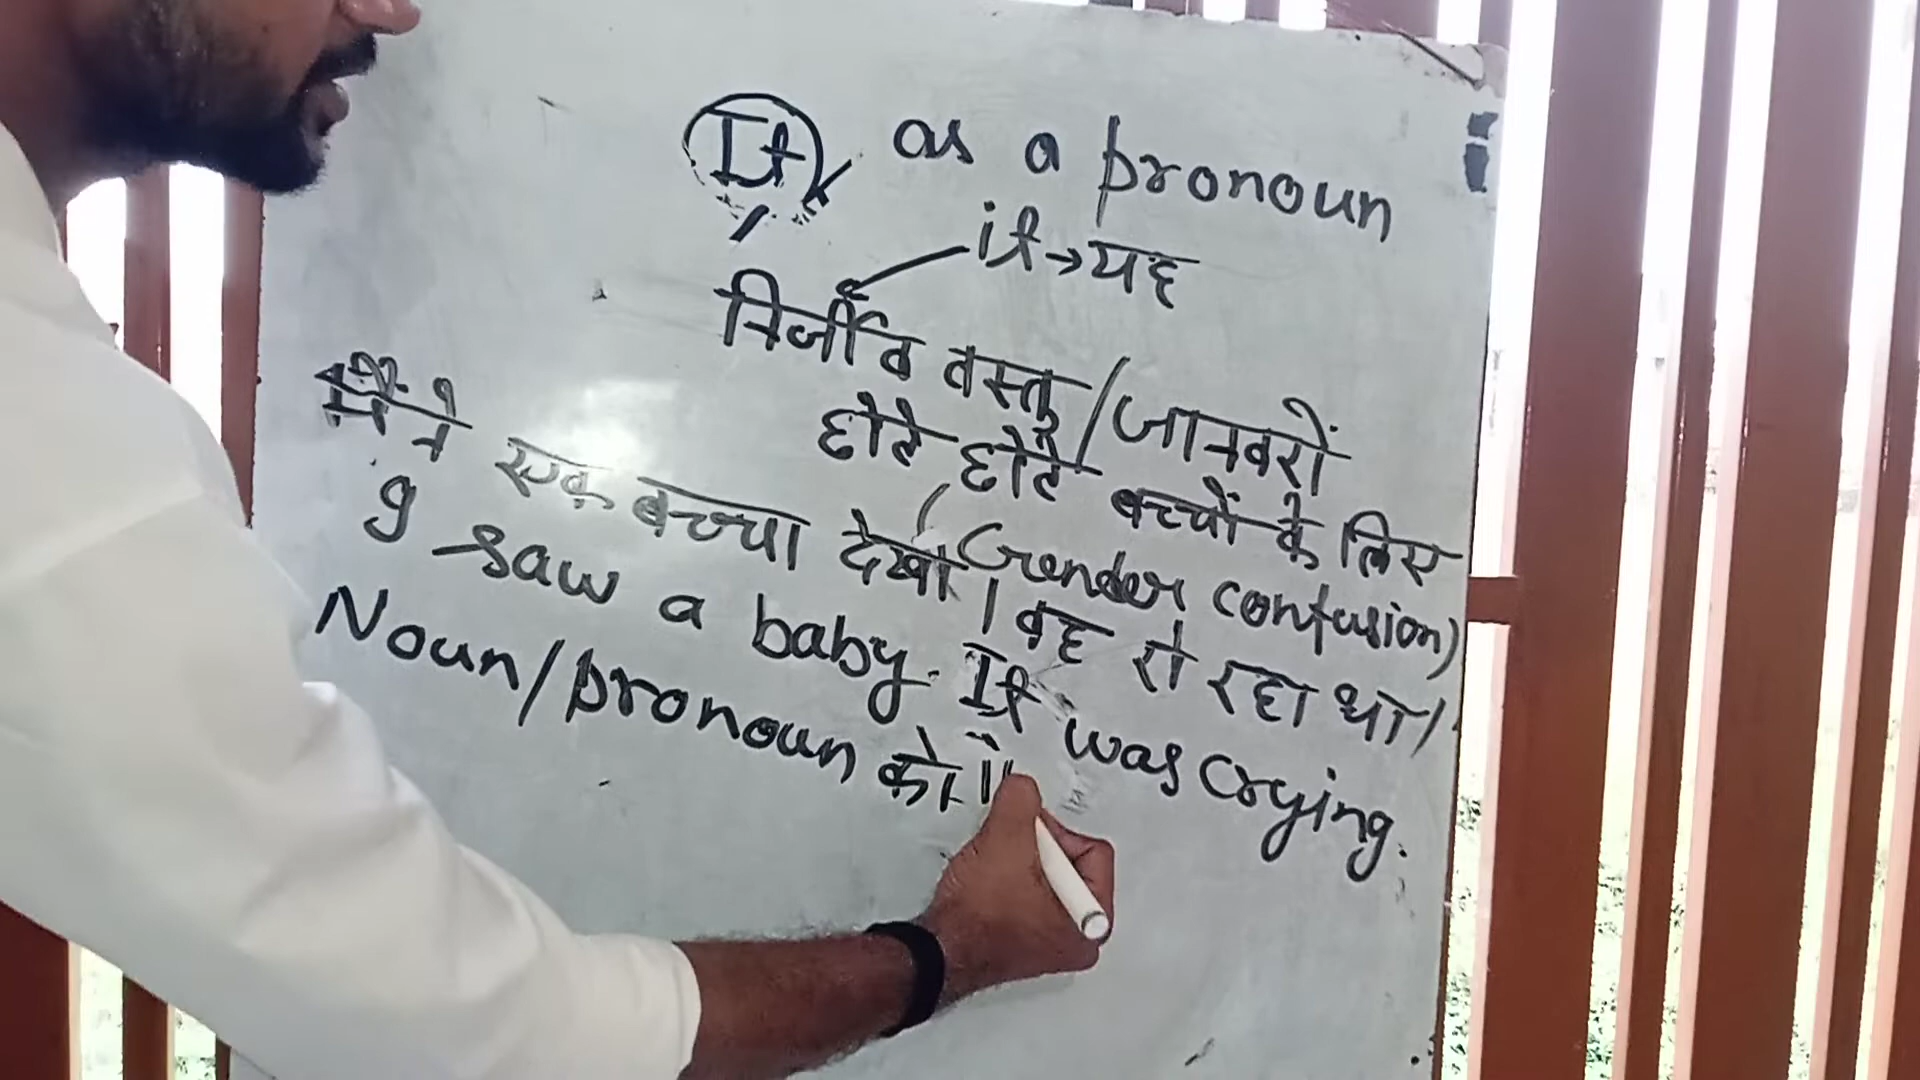 It as a pronoun
it→यह
निर्जीव वस्तु/जानवरों
छोटे छोटे बच्चों के लिए
(Gender confusion)
मैंने एक बच्चा देखा। वह रो रहा था।
I saw a baby. It was crying.
Noun/pronoun को